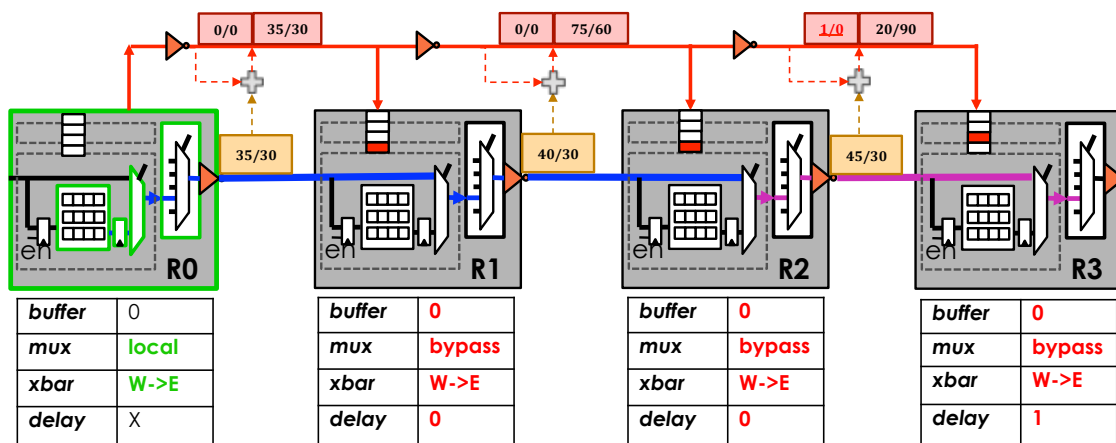 0/0 35/30
0/0 75/60
1/0 20/90
35/30
40/30
45/30
en
R0
en
R1
en
R2
en
R3
buffer 0
mux local
xbar W->E
delay X
buffer 0
mux bypass
xbar W->E
delay 0
buffer 0
mux bypass
xbar W->E
delay 0
buffer 0
mux bypass
xbar W->E
delay 1